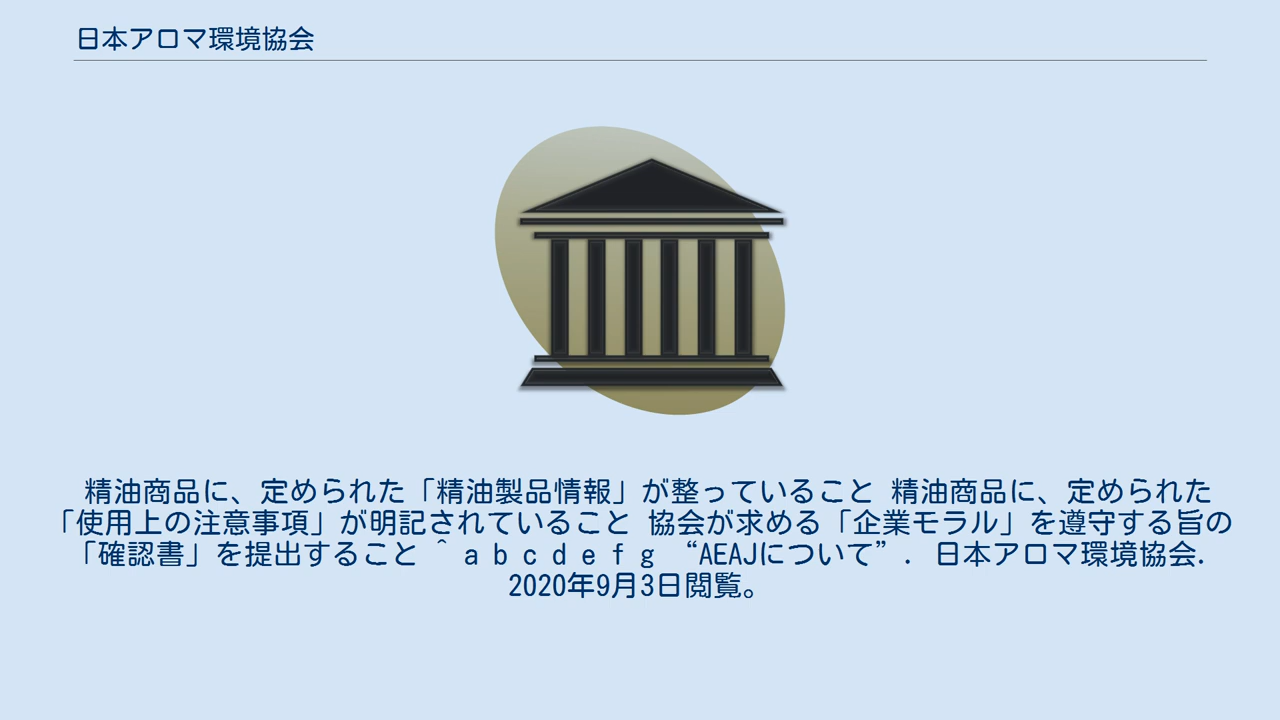 日本アロマ環境協会
精油商品に、定められた「精油製品情報」が整っていること 精油商品に、定められた
「使用上の注意事項」が明記されていること 協会が求める「企業モラル」を遵守する旨の
「確認書」を提出すること ^ a b c d e f g “AEAJについて”. 日本アロマ環境協会.
2020年9月3日閲覧。